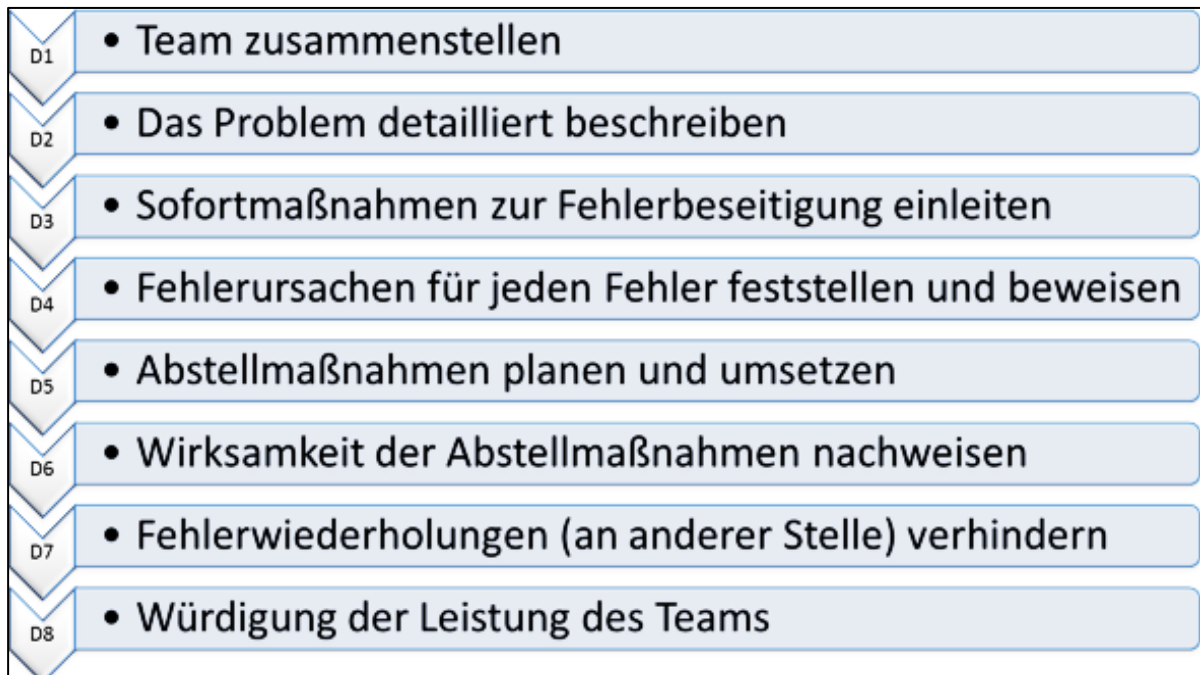 D1 • Team zusammenstellen
D2 • Das Problem detailliert beschreiben
D3 • Sofortmaßnahmen zur Fehlerbeseitigung einleiten
D4 • Fehlerursachen für jeden Fehler feststellen und beweisen
D5 • Abstellmaßnahmen planen und umsetzen
D6 • Wirksamkeit der Abstellmaßnahmen nachweisen
D7 • Fehlerwiederholungen (an anderer Stelle) verhindern
D8 • Würdigung der Leistung des Teams